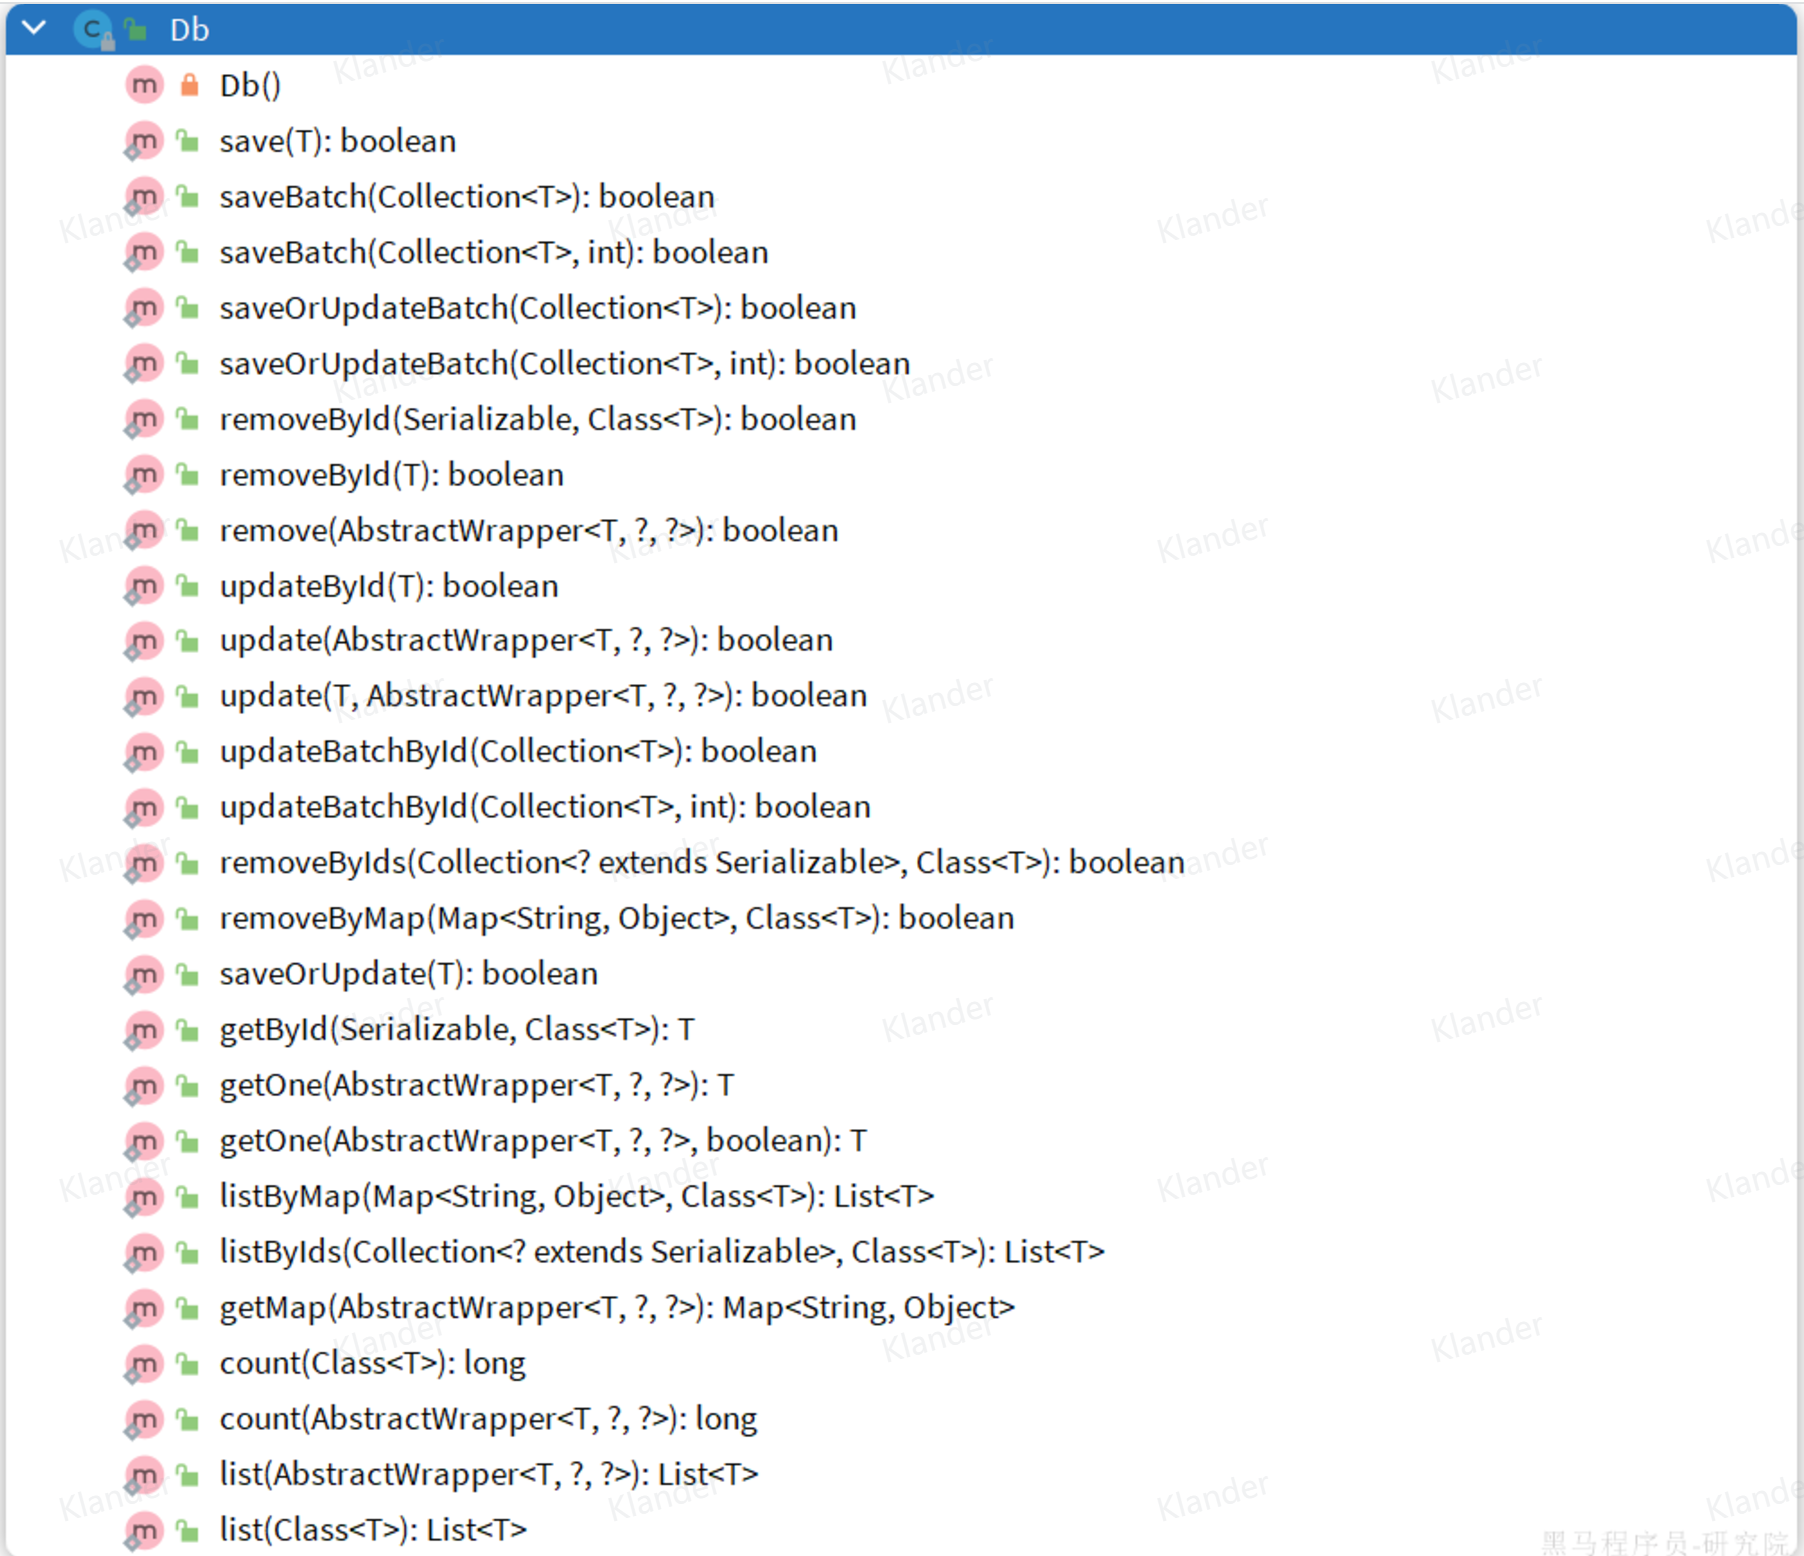 Db
Db()
save(T): boolean
saveBatch(Collection<T>): boolean
saveBatch(Collection<T>, int): boolean
saveOrUpdateBatch(Collection<T>): boolean
saveOrUpdateBatch(Collection<T>, int): boolean
removeById(Serializable, Class<T>): boolean
removeById(T): boolean
remove(AbstractWrapper<T, ?, ?>): boolean
updateById(T): boolean
update(AbstractWrapper<T, ?, ?>): boolean
update(T, AbstractWrapper<T, ?, ?>): boolean
updateBatchById(Collection<T>): boolean
updateBatchById(Collection<T>, int): boolean
removeByIds(Collection<? extends Serializable>, Class<T>): boolean
removeByMap(Map<String, Object>, Class<T>): boolean
saveOrUpdate(T): boolean
getById(Serializable, Class<T>): T
getOne(AbstractWrapper<T, ?, ?>): T
getOne(AbstractWrapper<T, ?, ?>, boolean): T
listByMap(Map<String, Object>, Class<T>): List<T>
listByIds(Collection<? extends Serializable>, Class<T>): List<T>
getMap(AbstractWrapper<T, ?, ?>): Map<String, Object>
count(Class<T>): long
count(AbstractWrapper<T, ?, ?>): long
list(AbstractWrapper<T, ?, ?>): List<T>
list(Class<T>): List<T>
Klander
黑马程序员-研究院